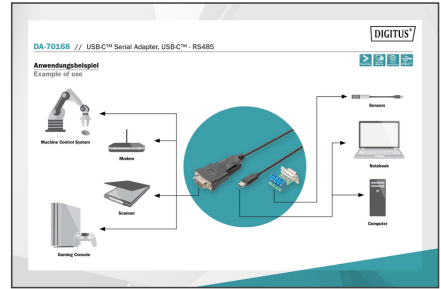 DIGITUS®
DA-70168 // USB-C™ Serial Adapter, USB-C™ - RS485
Anwendungsbeispiel
Example of use
Machine Control System
Modem
Scanner
Gaming Console
Sensors
Notebook
Computer